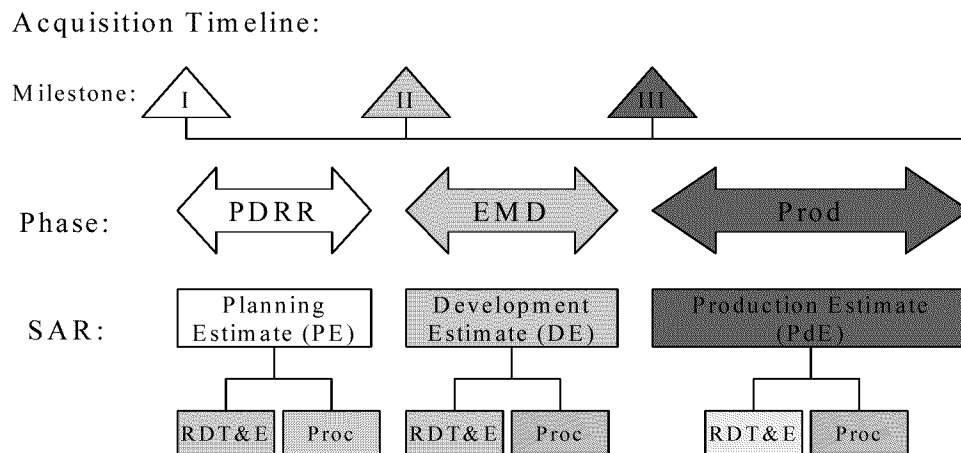 Acquisition Timeline:
Milestone:
I
II
III
Phase:
PDRR
EMD
Prod
SAR:
Planning
Estimate (PE)
Development
Estimate (DE)
Production Estimate
(PdE)
RDT&E
Proc
RDT&E
Proc
RDT&E
Proc